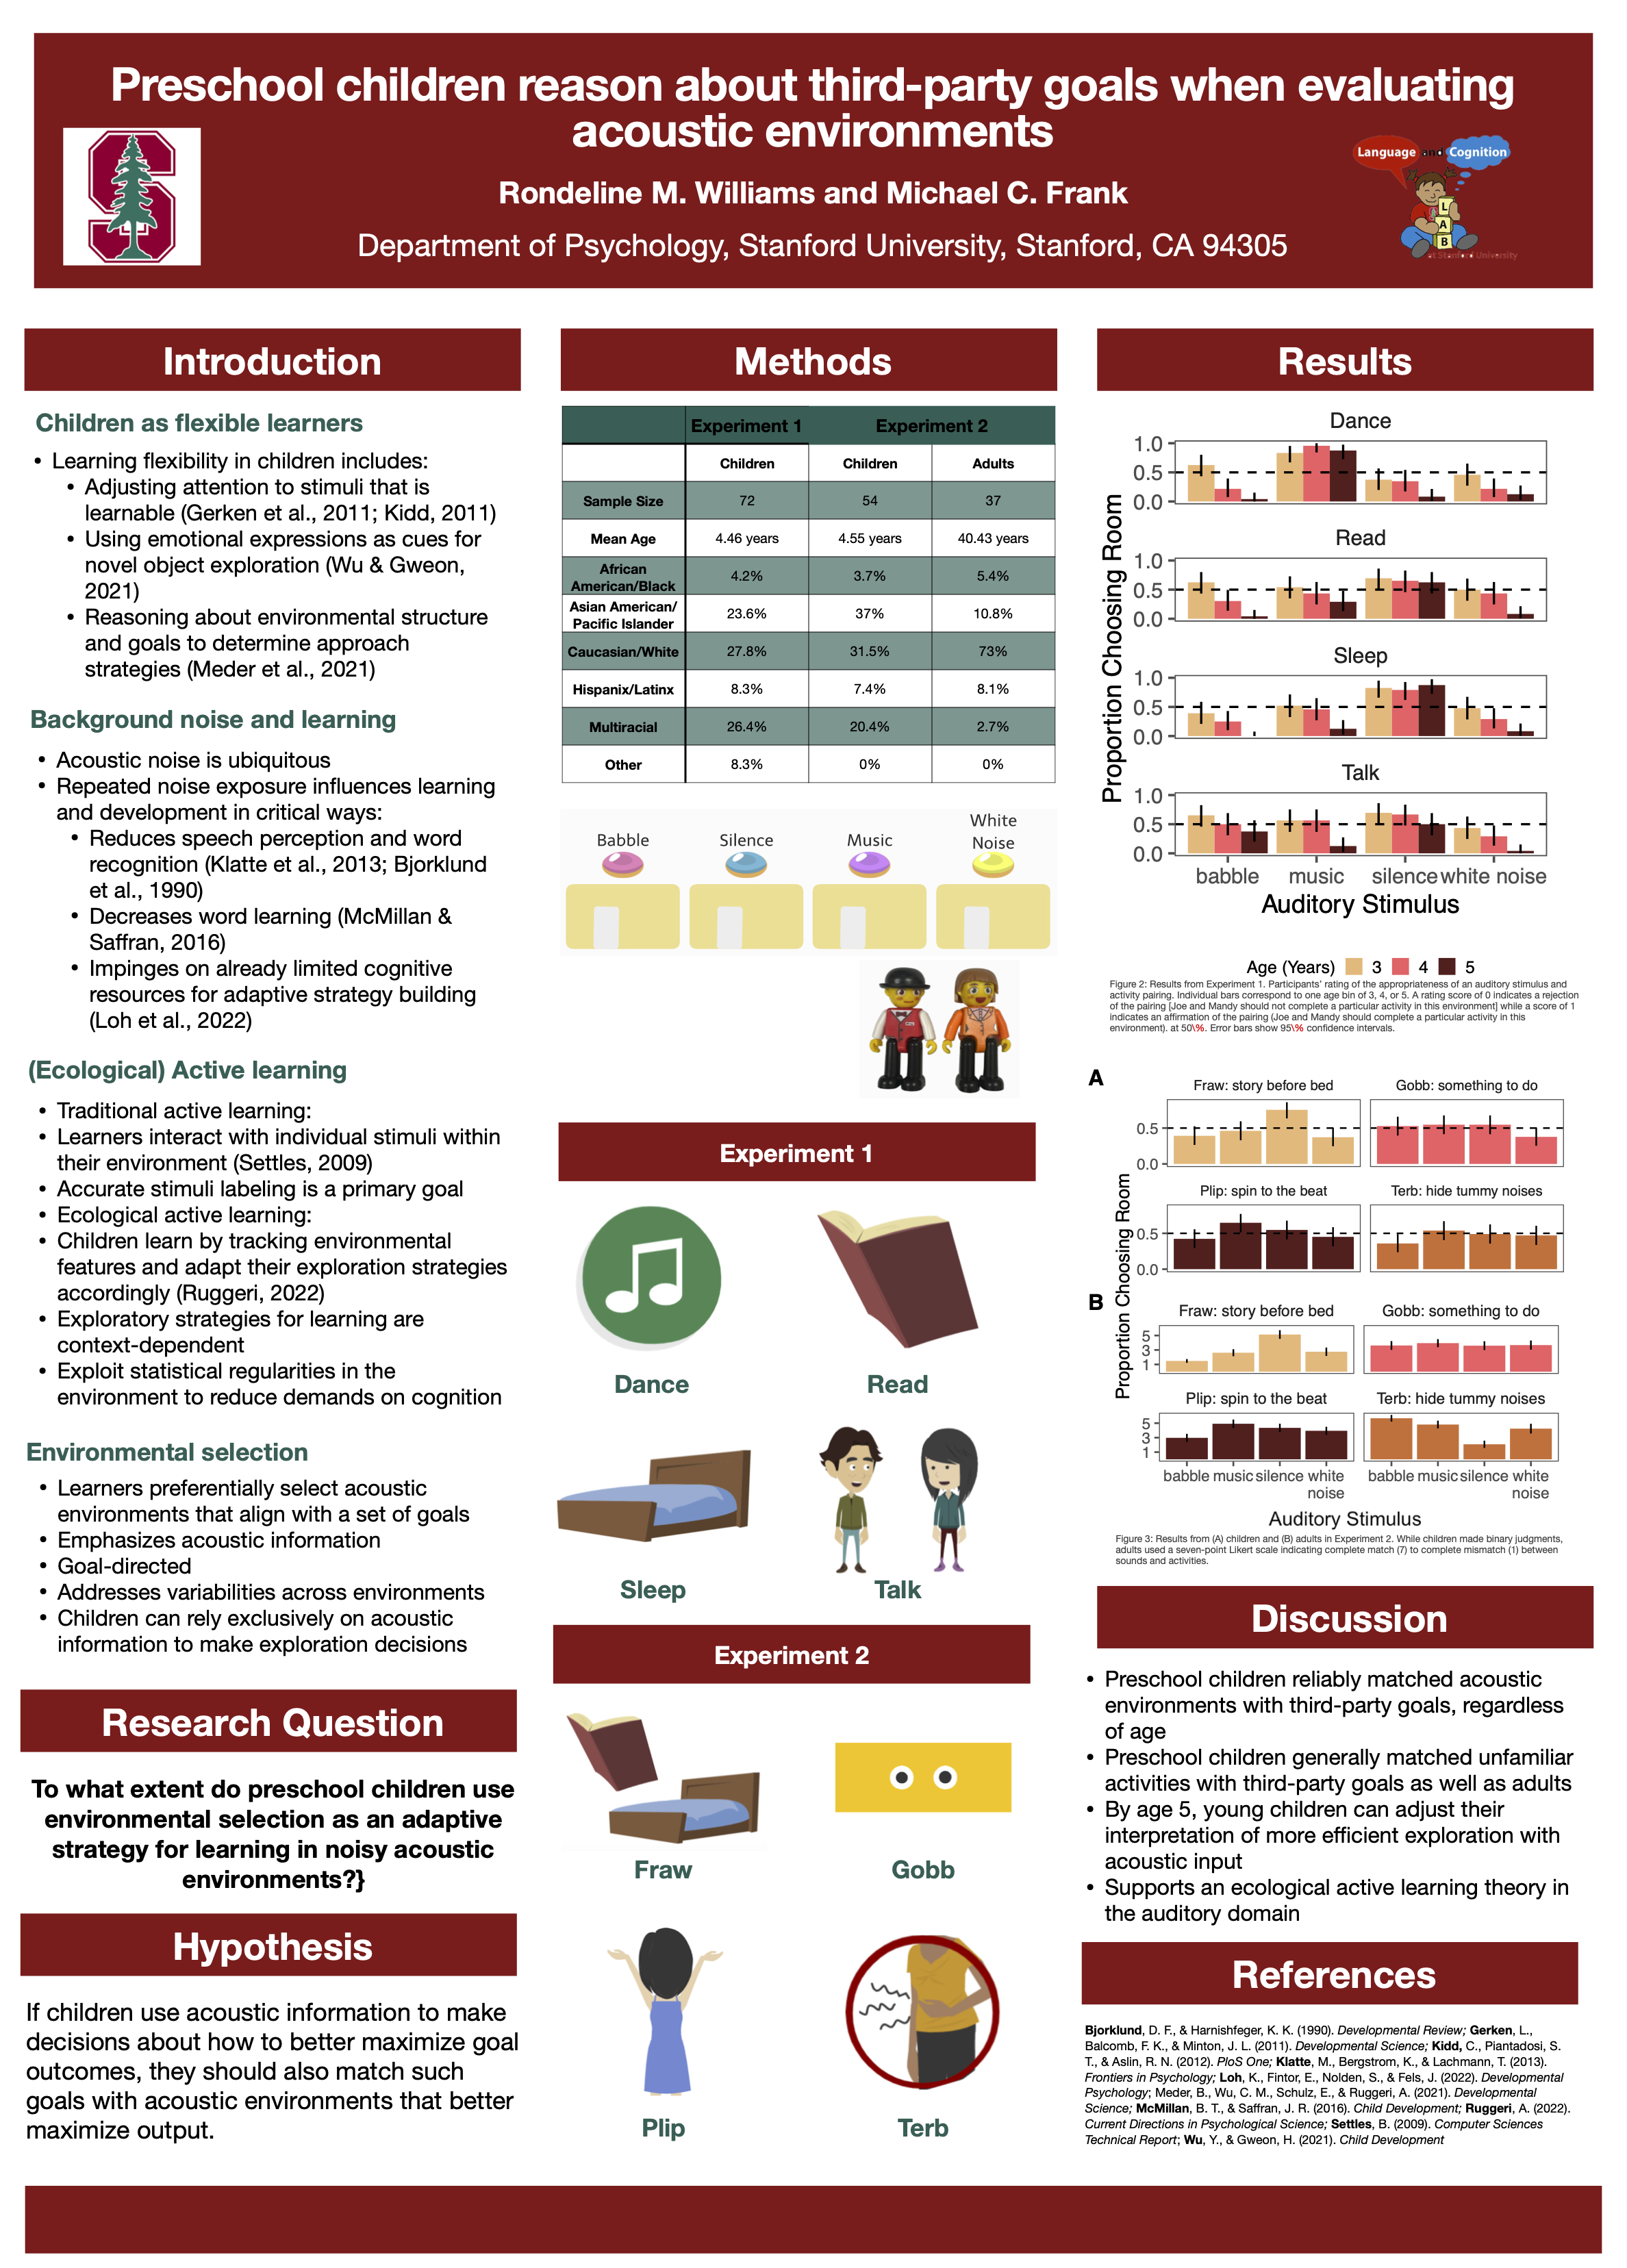 Preschool children reason about third-party goals when evaluating
acoustic environments
Rondeline M. Williams and Michael C. Frank
Department of Psychology, Stanford University, Stanford, CA 94305
Language and Cognition
L
A
B
at Stanford University
Introduction
Children as flexible learners
• Learning flexibility in children includes:
• Adjusting attention to stimuli that is
learnable (Gerken et al., 2011; Kidd, 2011)
• Using emotional expressions as cues for
novel object exploration (Wu & Gweon,
2021)
• Reasoning about environmental structure
and goals to determine approach
strategies (Meder et al., 2021)
Background noise and learning
• Acoustic noise is ubiquitous
• Repeated noise exposure influences learning
and development in critical ways:
• Reduces speech perception and word
recognition (Klatte et al., 2013; Bjorklund
et al., 1990)
• Decreases word learning (McMillan &
Saffran, 2016)
• Impinges on already limited cognitive
resources for adaptive strategy building
(Loh et al., 2022)
(Ecological) Active learning
• Traditional active learning:
• Learners interact with individual stimuli within
their environment (Settles, 2009)
• Accurate stimuli labeling is a primary goal
• Ecological active learning:
• Children learn by tracking environmental
features and adapt their exploration strategies
accordingly (Ruggeri, 2022)
• Exploratory strategies for learning are
context-dependent
• Exploit statistical regularities in the
environment to reduce demands on cognition
Environmental selection
• Learners preferentially select acoustic
environments that align with a set of goals
• Emphasizes acoustic information
• Goal-directed
• Addresses variabilities across environments
• Children can rely exclusively on acoustic
information to make exploration decisions
Research Question
To what extent do preschool children use
environmental selection as an adaptive
strategy for learning in noisy acoustic
environments?}
Hypothesis
If children use acoustic information to make
decisions about how to better maximize goal
outcomes, they should also match such
goals with acoustic environments that better
maximize output.
Methods
Experiment 1 Experiment 2
Children Children Adults
Sample Size 72 54 37
Mean Age 4.46 years 4.55 years 40.43 years
African
American/Black 4.2% 3.7% 5.4%
Asian American/
Pacific Islander 23.6% 37% 10.8%
Caucasian/White 27.8% 31.5% 73%
Hispanix/Latinx 8.3% 7.4% 8.1%
Multiracial 26.4% 20.4% 2.7%
Other 8.3% 0% 0%
Babble Silence Music White
Noise
Experiment 1
Dance Read
Sleep Talk
Experiment 2
Fraw Gobb
Plip Terb
Results
Proportion Choosing Room
Dance
1.0
0.5
0.0
Read
1.0
0.5
0.0
Sleep
1.0
0.5
0.0
Talk
1.0
0.5
0.0
babble music silence white noise
Auditory Stimulus
Age (Years) 3 4 5
Figure 2: Results from Experiment 1. Participants' rating of the appropriateness of an auditory stimulus and
activity pairing. Individual bars correspond to one age bin of 3, 4, or 5. A rating score of 0 indicates a rejection
of the pairing [Joe and Mandy should not complete a particular activity in this environment] while a score of 1
indicates an affirmation of the pairing (Joe and Mandy should complete a particular activity in this
environment). at 50\%. Error bars show 95\% confidence intervals.
A
Proportion Choosing Room
Fraw: story before bed Gobb: something to do
0.5
0.0
Plip: spin to the beat Terb: hide tummy noises
0.5
0.0
B
Fraw: story before bed Gobb: something to do
5
3
1
Plip: spin to the beat Terb: hide tummy noises
5
3
1
babble music silence white
noise
babble music silence white
noise
Auditory Stimulus
Figure 3: Results from (A) children and (B) adults in Experiment 2. While children made binary judgments,
adults used a seven-point Likert scale indicating complete match (7) to complete mismatch (1) between
sounds and activities.
Discussion
• Preschool children reliably matched acoustic
environments with third-party goals, regardless
of age
• Preschool children generally matched unfamiliar
activities with third-party goals as well as adults
• By age 5, young children can adjust their
interpretation of more efficient exploration with
acoustic input
• Supports an ecological active learning theory in
the auditory domain
References
Bjorklund, D. F., & Harnishfeger, K. K. (1990). Developmental Review; Gerken, L.,
Balcomb, F. K., & Minton, J. L. (2011). Developmental Science; Kidd, C., Piantadosi, S.
T., & Aslin, R. N. (2012). PloS One; Klatte, M., Bergstrom, K., & Lachmann, T. (2013).
Frontiers in Psychology; Loh, K., Fintor, E., Nolden, S., & Fels, J. (2022). Developmental
Psychology; Meder, B., Wu, C. M., Schulz, E., & Ruggeri, A. (2021). Developmental
Science; McMillan, B. T., & Saffran, J. R. (2016). Child Development; Ruggeri, A. (2022).
Current Directions in Psychological Science; Settles, B. (2009). Computer Sciences
Technical Report; Wu, Y., & Gweon, H. (2021). Child Development